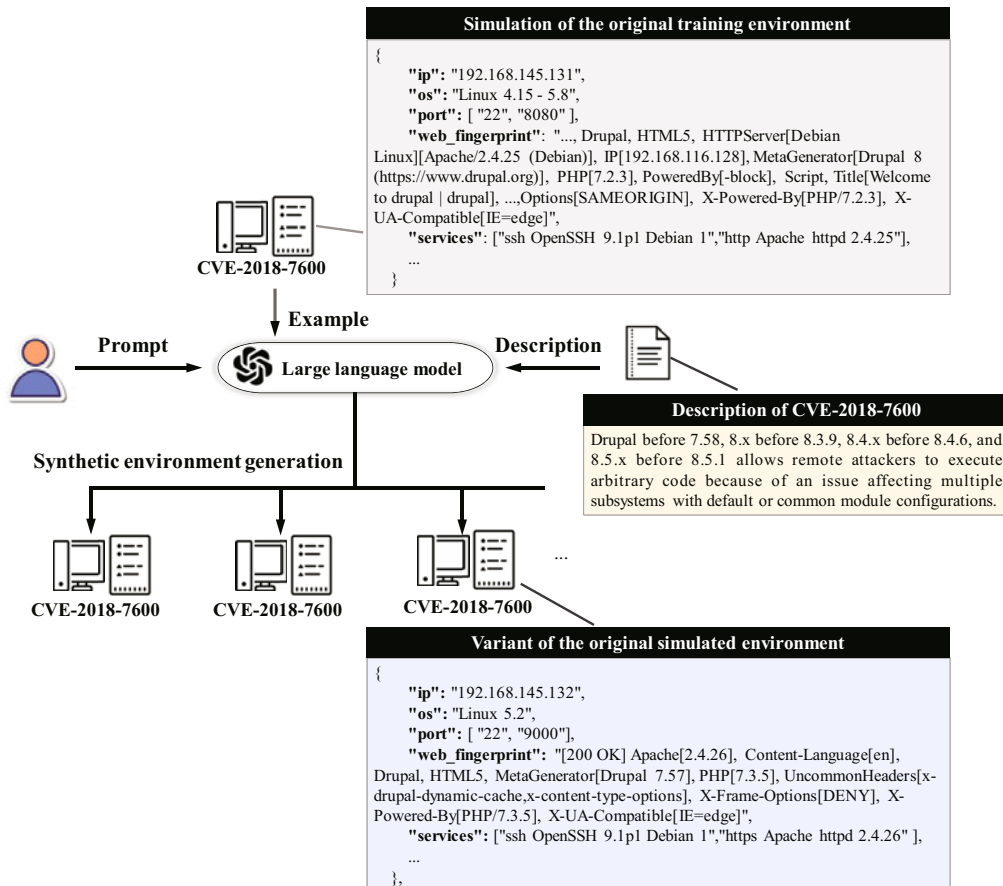 Simulation of the original training environment
{
"ip": "192.168.145.131",
"os": "Linux 4.15 - 5.8",
"port": [ "22", "8080" ],
"web_fingerprint": "..., Drupal, HTML5, HTTPServer[Debian
Linux][Apache/2.4.25 (Debian)], IP[192.168.116.128], MetaGenerator[Drupal 8
(https://www.drupal.org)], PHP[7.2.3], PoweredBy[-block], Script, Title[Welcome
to drupal | drupal], ...,Options[SAMEORIGIN], X-Powered-By[PHP/7.2.3], X-
UA-Compatible[IE=edge]",
"services": ["ssh OpenSSH 9.1p1 Debian 1","http Apache httpd 2.4.25"],
...
}
CVE-2018-7600
Example
Prompt
Large language model
Description
Description of CVE-2018-7600
Drupal before 7.58, 8.x before 8.3.9, 8.4.x before 8.4.6, and
8.5.x before 8.5.1 allows remote attackers to execute
arbitrary code because of an issue affecting multiple
subsystems with default or common module configurations.
Synthetic environment generation
CVE-2018-7600
CVE-2018-7600
CVE-2018-7600
...
Variant of the original simulated environment
{
"ip": "192.168.145.132",
"os": "Linux 5.2",
"port": [ "22", "9000"],
"web_fingerprint": "[200 OK] Apache[2.4.26], Content-Language[en],
Drupal, HTML5, MetaGenerator[Drupal 7.57], PHP[7.3.5], UncommonHeaders[x-
drupal-dynamic-cache,x-content-type-options], X-Frame-Options[DENY], X-
Powered-By[PHP/7.3.5], X-UA-Compatible[IE=edge]",
"services": ["ssh OpenSSH 9.1p1 Debian 1","https Apache httpd 2.4.26" ],
...
},